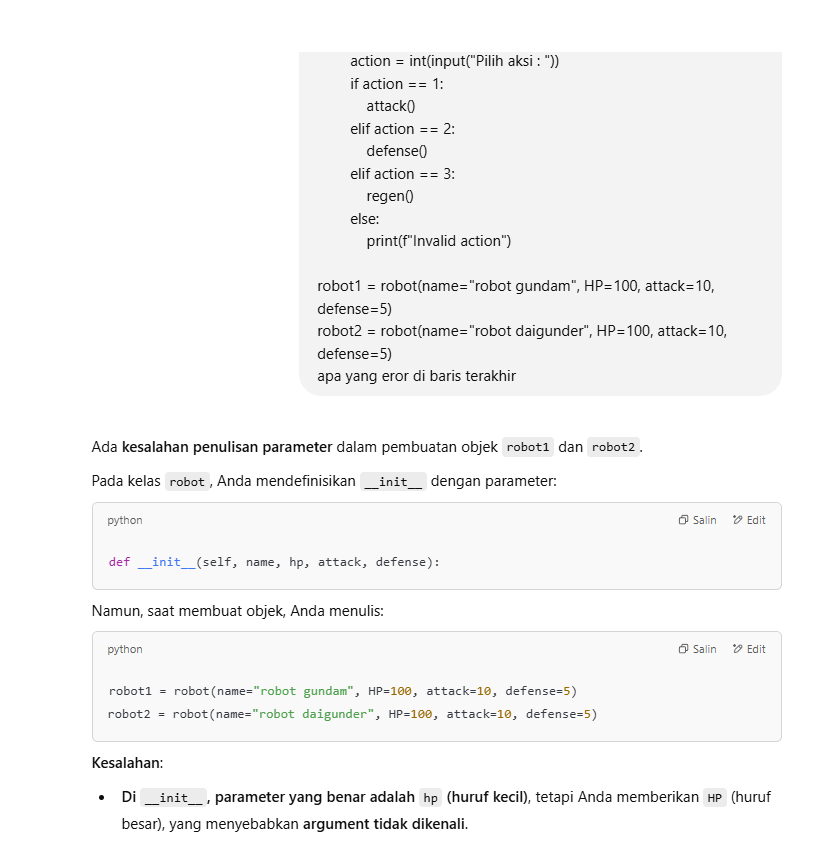 action = int(input("Pilih aksi : "))
if action == 1:
attack()
elif action == 2:
defense()
elif action == 3:
regen()
else:
print(f"Invalid action")
robot1 = robot(name="robot gundam", HP=100, attack=10,
defense=5)
robot2 = robot(name="robot daigunder", HP=100, attack=10,
defense=5)
apa yang eror di baris terakhir
Ada kesalahan penulisan parameter dalam pembuatan objek robot1 dan robot2.
Pada kelas robot, Anda mendefinisikan __init__ dengan parameter:
python Salin Edit
def __init__(self, name, hp, attack, defense):
Namun, saat membuat objek, Anda menulis:
python Salin Edit
robot1 = robot(name="robot gundam", HP=100, attack=10, defense=5)
robot2 = robot(name="robot daigunder", HP=100, attack=10, defense=5)
Kesalahan:
• Di __init__, parameter yang benar adalah hp (huruf kecil), tetapi Anda memberikan HP (huruf
besar), yang menyebabkan argument tidak dikenali.